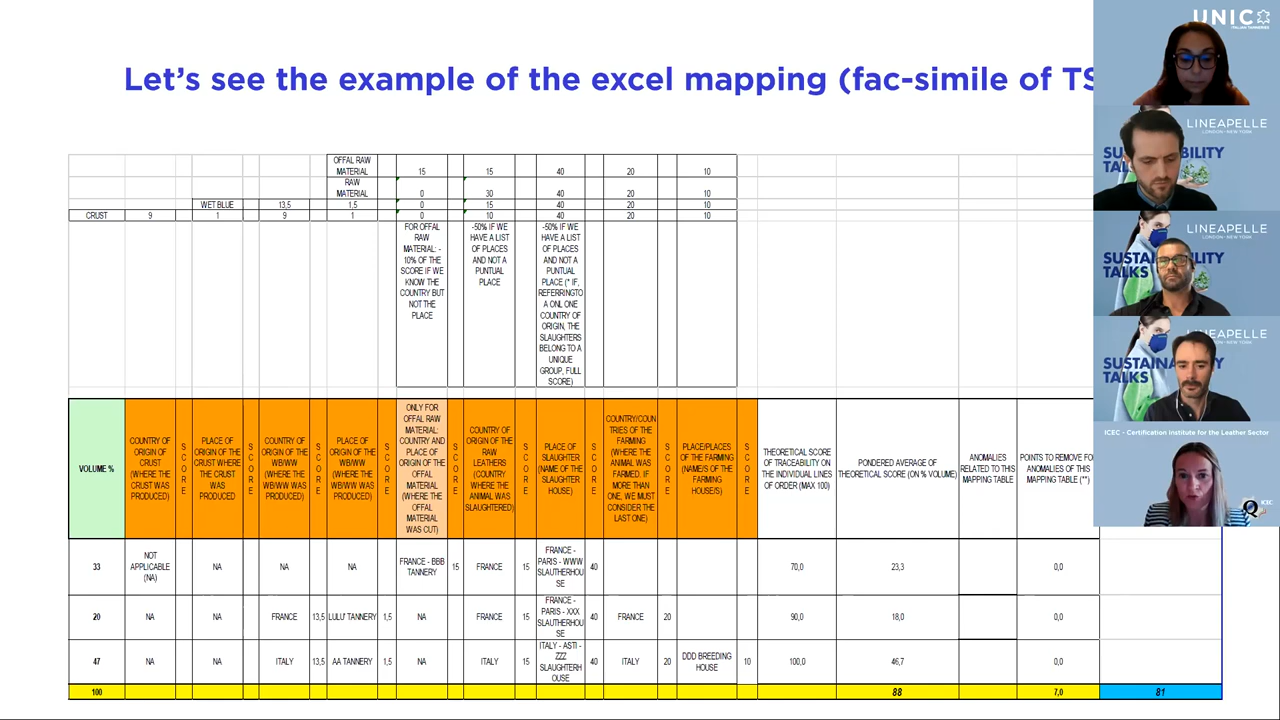 UNIC
ITALIAN TANNERIES
Let's see the example of the excel mapping (fac-simile of TS
LINEAPELLE
LONDON - NEW YORK
LINEAPELLE
LONDON - NEW YORK
SUSTAINABILITY
TALKS
LINEAPELLE
LONDON - NEW YORK
SUSTAINABILITY
TALKS
ICEC - Certification Institute for the Leather Sector
OFFAL RAW MATERIAL 15 15 40 20 10
RAW MATERIAL 0 30 40 20 10
WET BLUE 13,5 1,5 0 15 40 20 10
CRUST 9 1 9 1 0 10 40 20 10
FOR OFFAL RAW MATERIAL: -10% OF THE SCORE IF WE KNOW THE COUNTRY BUT NOT THE PLACE
-50% IF WE HAVE A LIST OF PLACES AND NOT A PUNTUAL PLACE
-50% IF WE HAVE A LIST OF PLACES AND NOT A PUNTUAL PLACE (* IF, REFERRINGTO A ONL ONE COUNTRY OF ORIGIN, THE SLAUGHTERS BELONG TO A UNIQUE GROUP, FULL SCORE)
VOLUME %
COUNTRY OF ORIGIN OF CRUST (WHERE THE CRUST WAS PRODUCED)
SCORE
PLACE OF ORIGIN OF THE CRUST WHERE THE CRUST WAS PRODUCED
SCORE
COUNTRY OF ORIGIN OF THE WB/WW (WHERE THE WB/WW WAS PRODUCED)
SCORE
PLACE OF ORIGIN OF THE WB/WW (WHERE THE WB/WW WAS PRODUCED)
SCORE
ONLY FOR OFFAL RAW MATERIAL: COUNTRY AND PLACE OF ORIGIN OF THE OFFAL MATERIAL (WHERE THE OFFAL MATERIAL WAS CUT)
SCORE
COUNTRY OF ORIGIN OF THE RAW LEATHERS (COUNTRY WHERE THE ANIMAL WAS SLAUGHTERED)
SCORE
PLACE OF SLAUGHTER (NAME OF THE SLAUGHTER HOUSE)
SCORE
COUNTRY/COUNTRIES OF THE FARMING (WHERE THE ANIMAL WAS FARMED. IF MORE THAN ONE, WE MUST CONSIDER THE LAST ONE)
SCORE
PLACE/PLACES OF THE FARMING (NAME/S OF THE FARMING HOUSE/S)
SCORE
THEORETICAL SCORE OF TRACEABILITY ON THE INDIVIDUAL LINES OF ORDER (MAX 100)
PONDERED AVERAGE OF THEORETICAL SCORE (ON % VOLUME)
ANOMALIES RELATED TO THIS MAPPING TABLE
POINTS TO REMOVE FO ANOMALIES OF THIS MAPPING TABLE (**)
33 NOT APPLICABLE (NA) NA NA NA FRANCE - BBB TANNERY 15 FRANCE 15 FRANCE - PARIS - WWW SLAUTHERHOUSE 40 70,0 23,3 0,0
20 NA NA FRANCE 13,5 LULU' TANNERY 1,5 NA FRANCE 15 FRANCE - PARIS - XXX SLAUTHERHOUSE 40 FRANCE 20 90,0 18,0 0,0
47 NA NA ITALY 13,5 AA TANNERY 1,5 NA ITALY 15 ITALY - ASTI - ZZZ SLAUGHTERHOUSE 40 ITALY 20 DDD BREEDING HOUSE 10 100,0 46,7 0,0
100 88 7,0 81